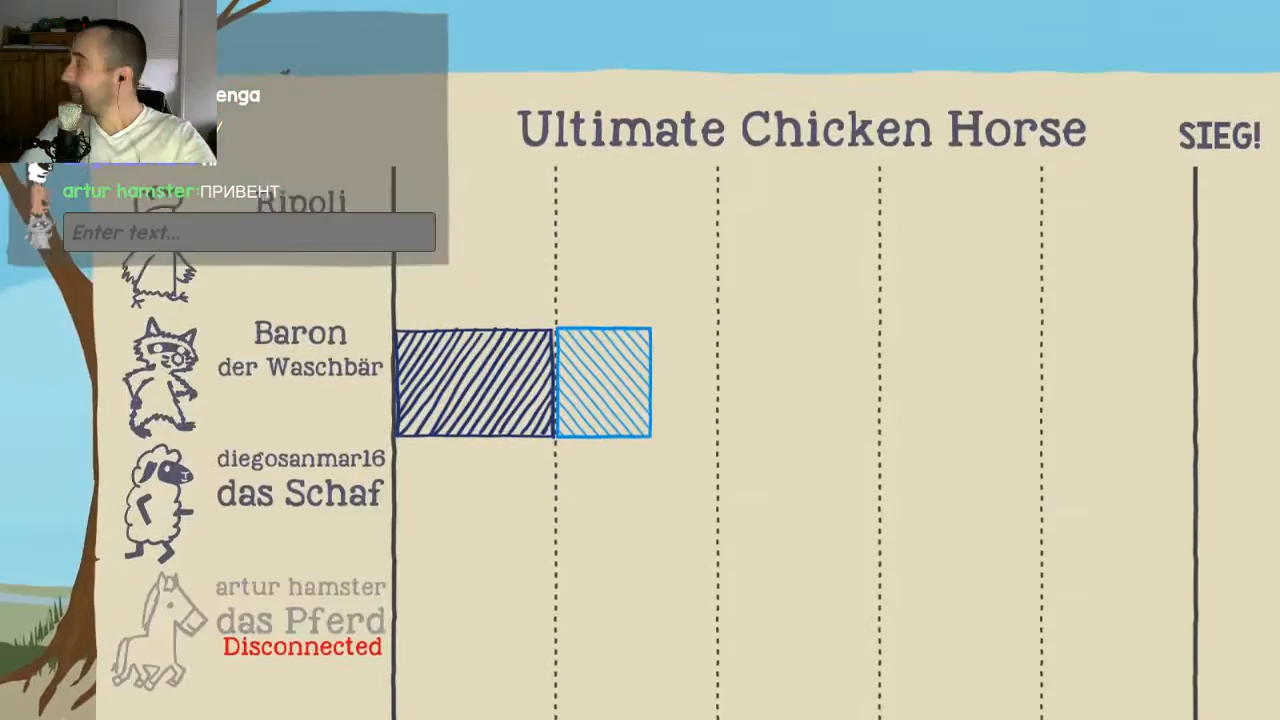 enga
artur hamster:ПРИВЕНТ
Enter text...
Ultimate Chicken Horse
SIEG!
Ripoli
Baron
der Waschbär
diegosanmar16
das Schaf
artur hamster
das Pferd
Disconnected